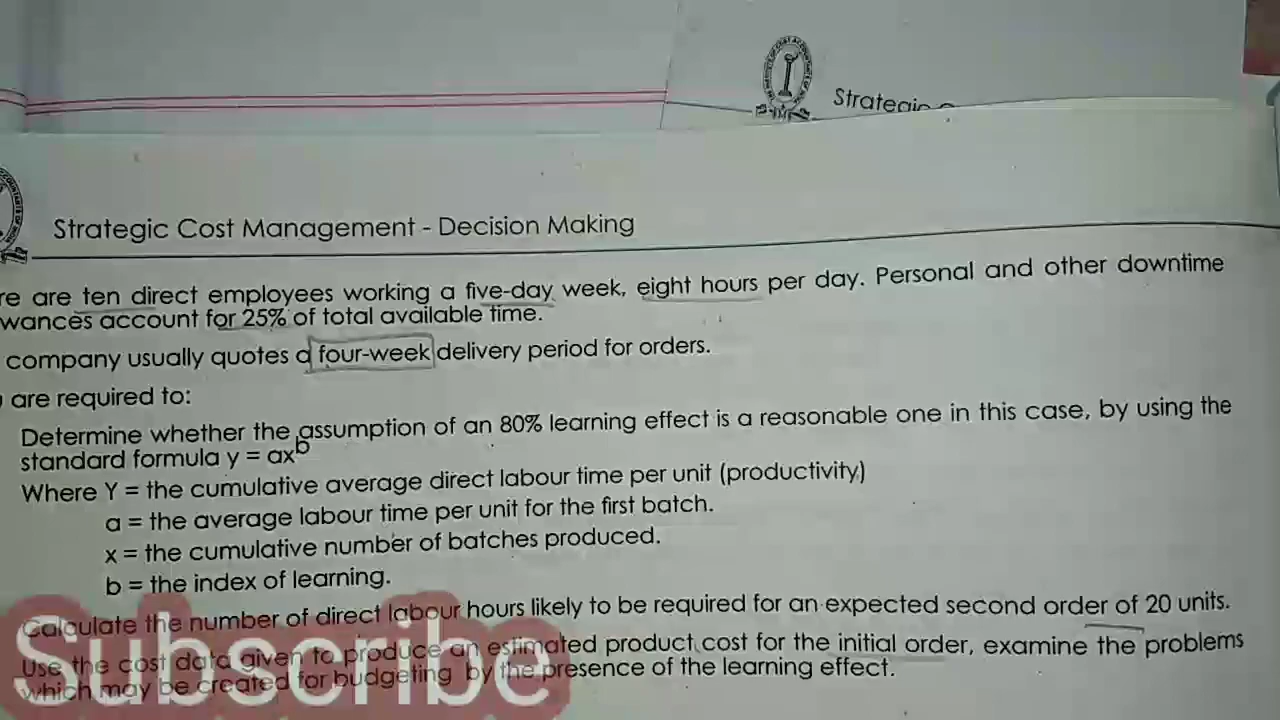 Strategic
Strategic Cost Management - Decision Making
re are ten direct employees working a five-day week, eight hours per day. Personal and other downtime
wances account for 25% of total available time.
company usually quotes a four-week delivery period for orders.
are required to:
Determine whether the assumption of an 80% learning effect is a reasonable one in this case, by using the
standard formula y = axb
Where Y = the cumulative average direct labour time per unit (productivity)
a = the average labour time per unit for the first batch.
x = the cumulative number of batches produced.
b = the index of learning.
Calculate the number of direct labour hours likely to be required for an expected second order of 20 units.
Use the cost data given to produce an estimated product cost for the initial order, examine the problems
which may be created for budgeting by the presence of the learning effect.
Subscribe